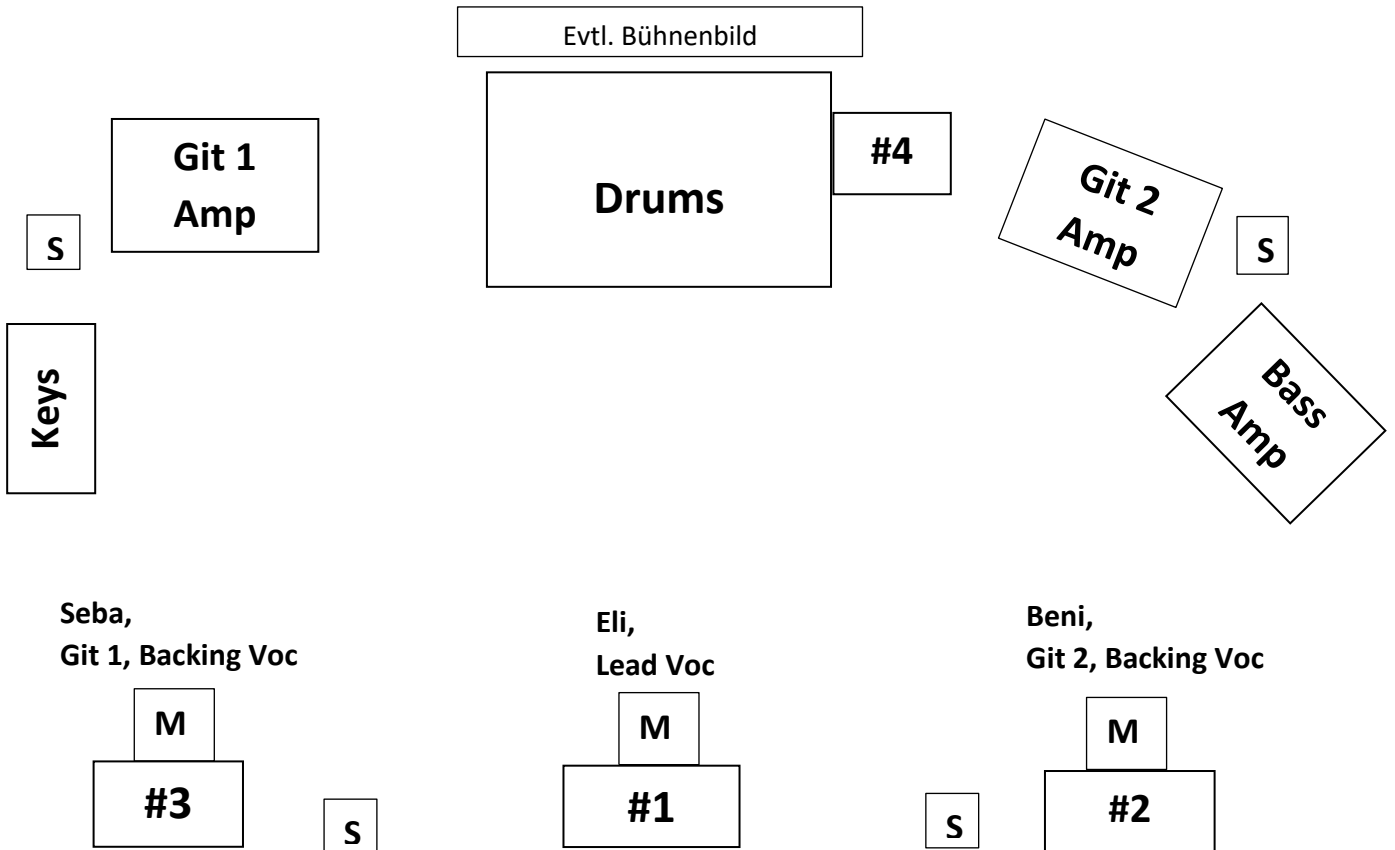 Evtl. Bühnenbild
Git 1
Amp
Drums
#4
Git 2
Amp
S
S
Keys
Bass
Amp
Seba,
Git 1, Backing Voc
Eli,
Lead Voc
Beni,
Git 2, Backing Voc
M
M
M
#3
#1
#2
S
S